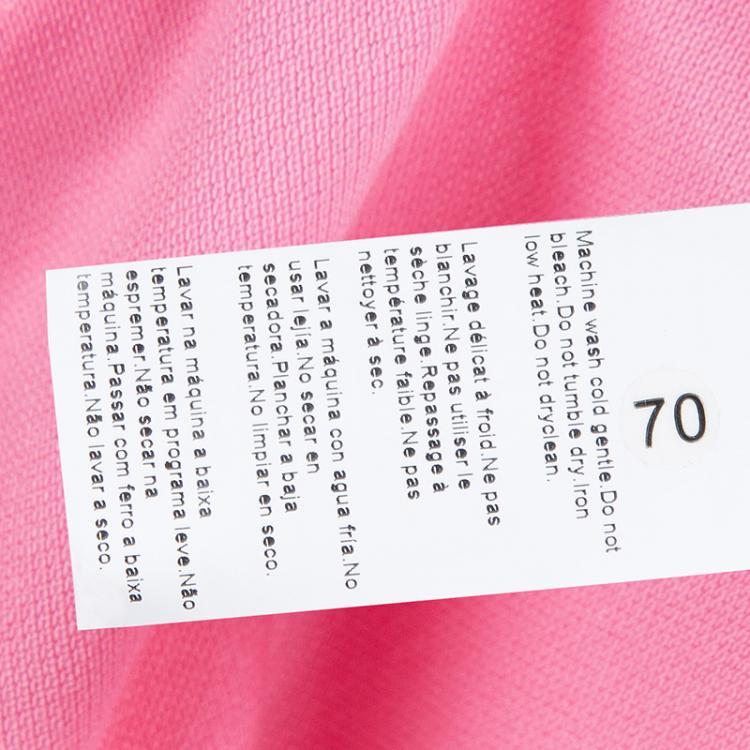 70
Machine wash cold gentle.Do not
bleach.Do not tumble dry.Iron
low heat.Do not dryclean.
Lavage délicat à froid.Ne pas
blanchir.Ne pas utiliser le
sèche linge.Repassage à
température faible.Ne pas
nettoyer à sec.
Lavar a máquina con agua fría.No
usar lejía.No secar en
secadora.Planchar a baja
temperatura.No limpiar en seco.
Lavar na máquina a baixa
temperatura em programa leve.Não
espremer.Não secar na
máquina.Passar com ferro a baixa
temperatura.Não lavar a seco.